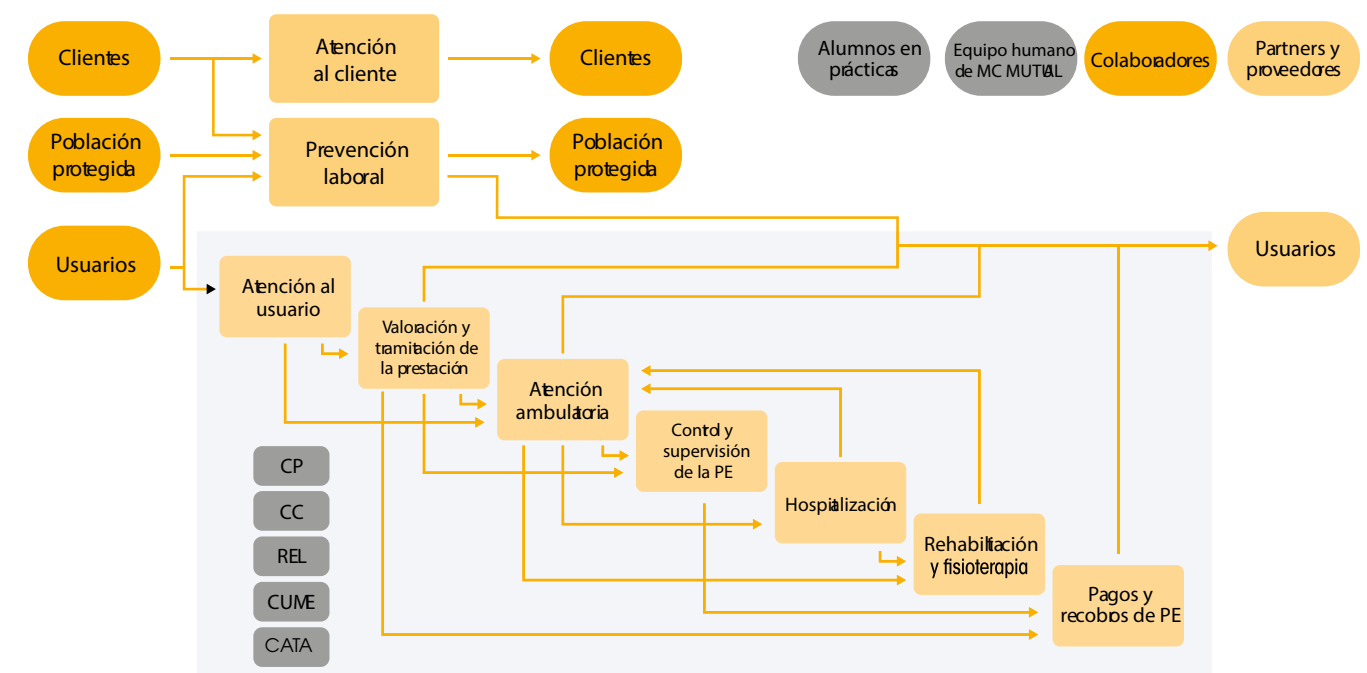 Clientes
Atención
al cliente
Clientes
Alumnos en
prácticas
Equipo humano
de MC MUTUAL
Colaboradores
Partners y
proveedores
Población
protegida
Prevención
laboral
Población
protegida
Usuarios
Usuarios
Atención al
usuario
Valoración y
tramitación de
la prestación
Atención
ambulatoria
Control y
supervisión
de la PE
Hospitalización
Rehabilitación
y fisioterapia
Pagos y
recobros de PE
CP
CC
REL
CUME
CATA